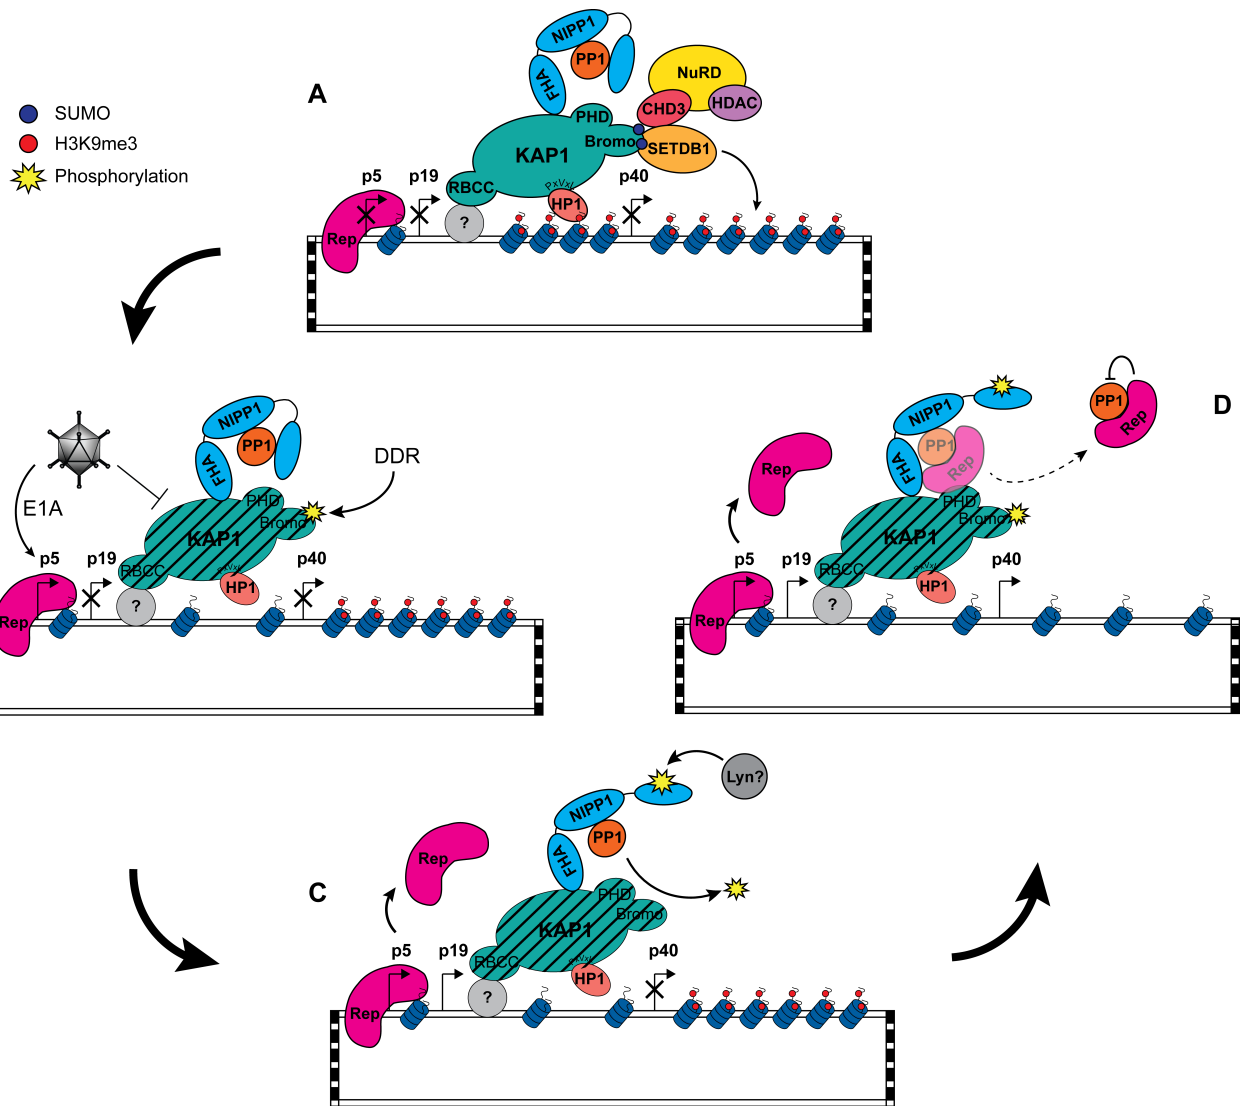 A
SUMO
H3K9me3
Phosphorylation
NIPP1
PP1
FHA
NuRD
CHD3
HDAC
PHD
Bromo
SETDB1
KAP1
RBCC
PxVxL
HP1
?
p5
p19
p40
Rep
NIPP1
PP1
FHA
DDR
E1A
PHD
Bromo
KAP1
RBCC
PxVxL
HP1
?
p5
p19
p40
Rep
C
Lyn?
NIPP1
PP1
FHA
Rep
PHD
Bromo
KAP1
RBCC
PxVxL
HP1
?
p5
p19
p40
Rep
D
PP1
Rep
NIPP1
PP1
Rep
FHA
Rep
PHD
Bromo
KAP1
RBCC
PxVxL
HP1
?
p5
p19
p40
Rep